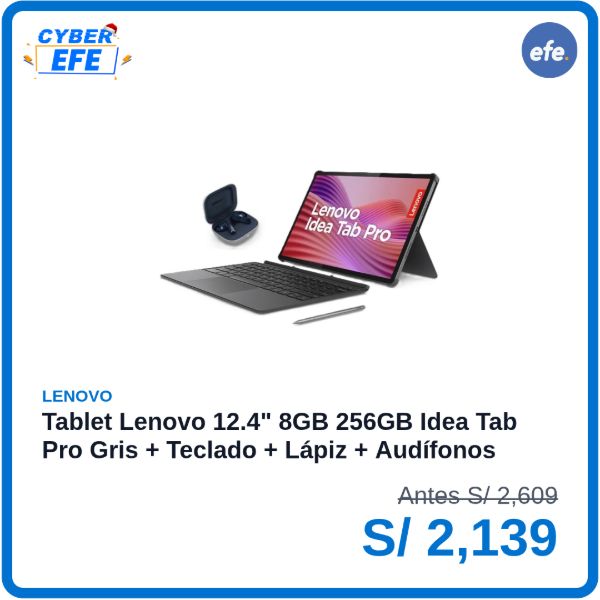 CYBER
EFE
efe.
Lenovo
Idea Tab Pro
Lenovo
LENOVO
Tablet Lenovo 12.4" 8GB 256GB Idea Tab
Pro Gris + Teclado + Lápiz + Audífonos
Antes S/ 2,609
S/ 2,139